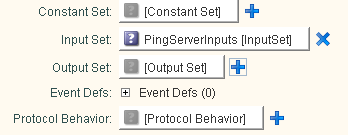 Constant Set: [Constant Set]
Input Set: PingServerInputs [InputSet]
Output Set: [Output Set]
Event Defs: Event Defs (0)
Protocol Behavior: [Protocol Behavior]